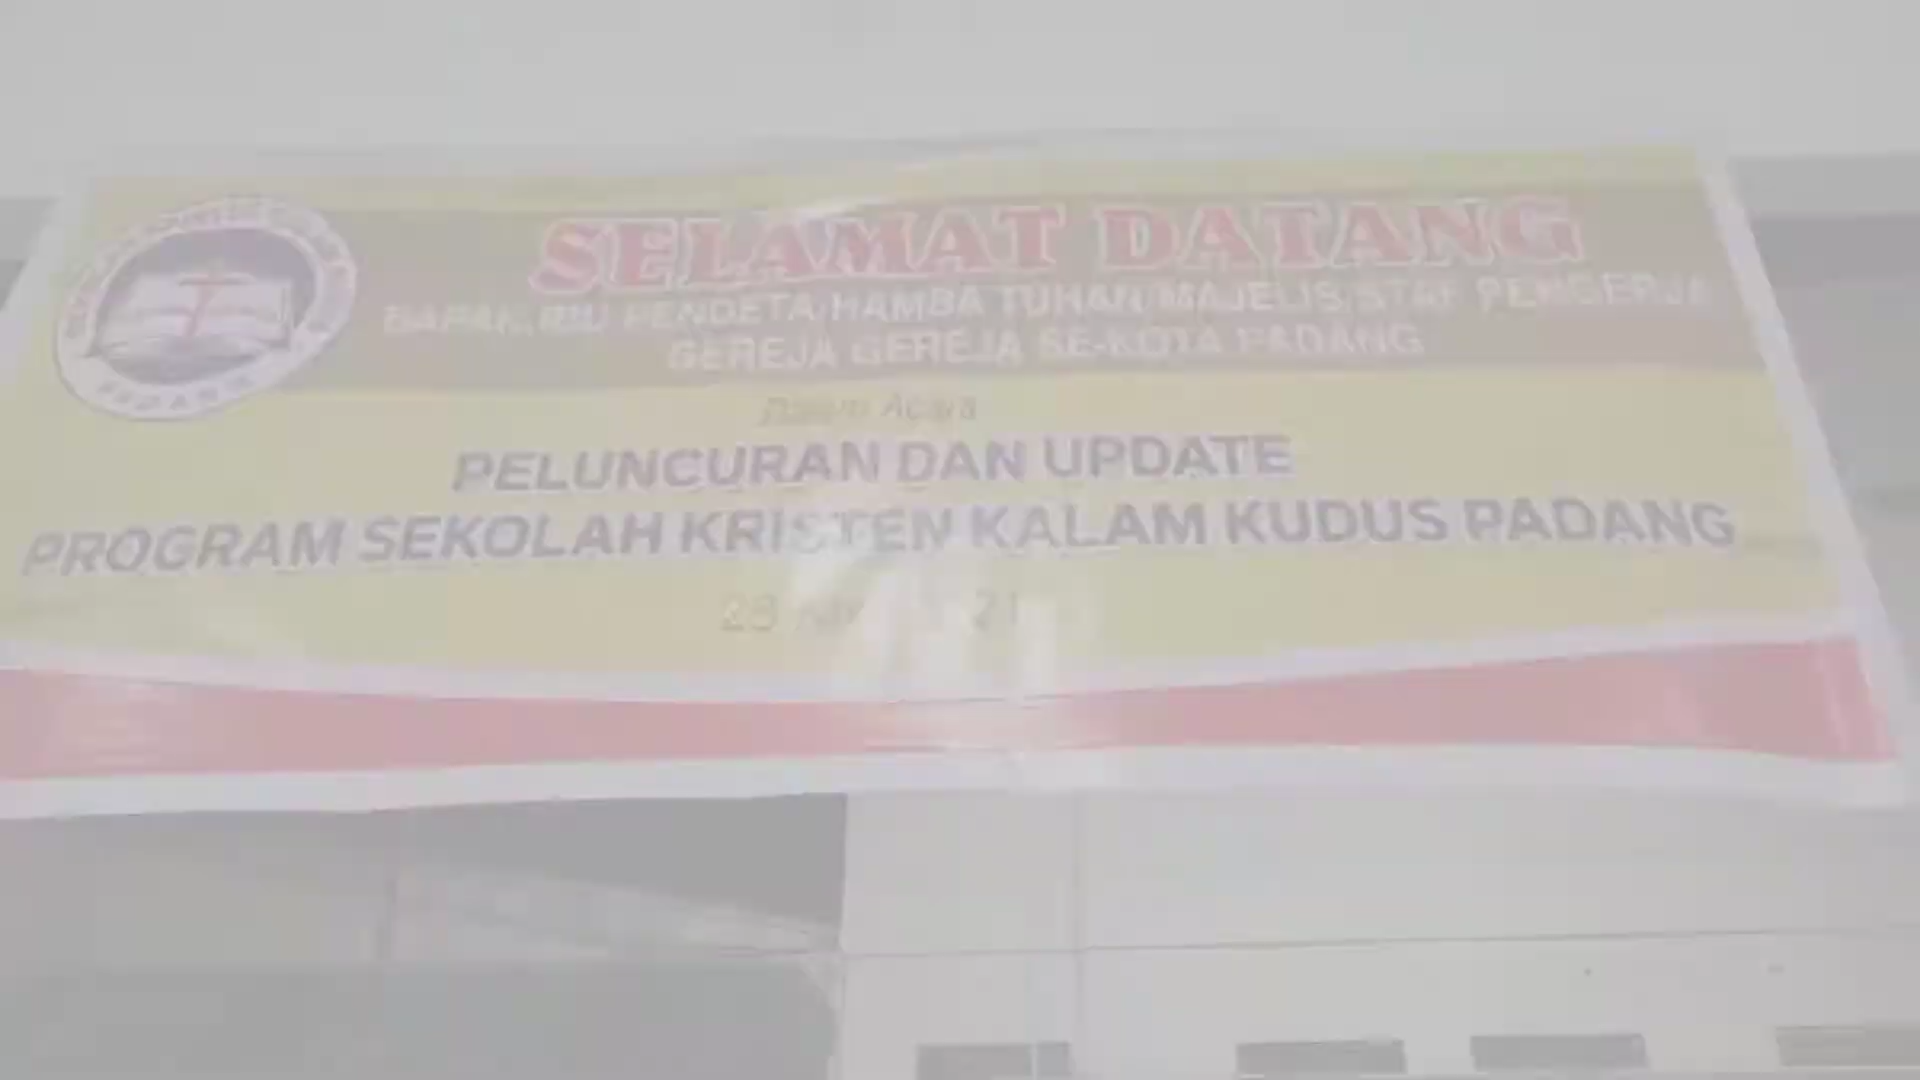 SELAMAT DATANG
BAPAK, IBU PENDETA/HAMBA TUHAN/MAJELIS/STAF PENGERJA
GEREJA GEREJA SE-KOTA PADANG
Dalam Acara
PELUNCURAN DAN UPDATE
PROGRAM SEKOLAH KRISTEN KALAM KUDUS PADANG
PADANG